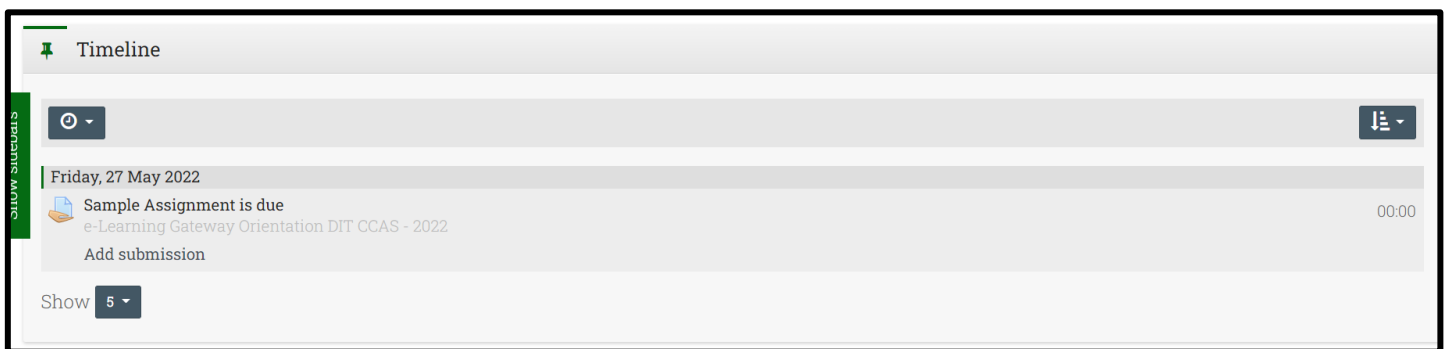 Timeline
Show sidebars
Friday, 27 May 2022
Sample Assignment is due
00:00
e-Learning Gateway Orientation DIT CCAS - 2022
Add submission
Show 5